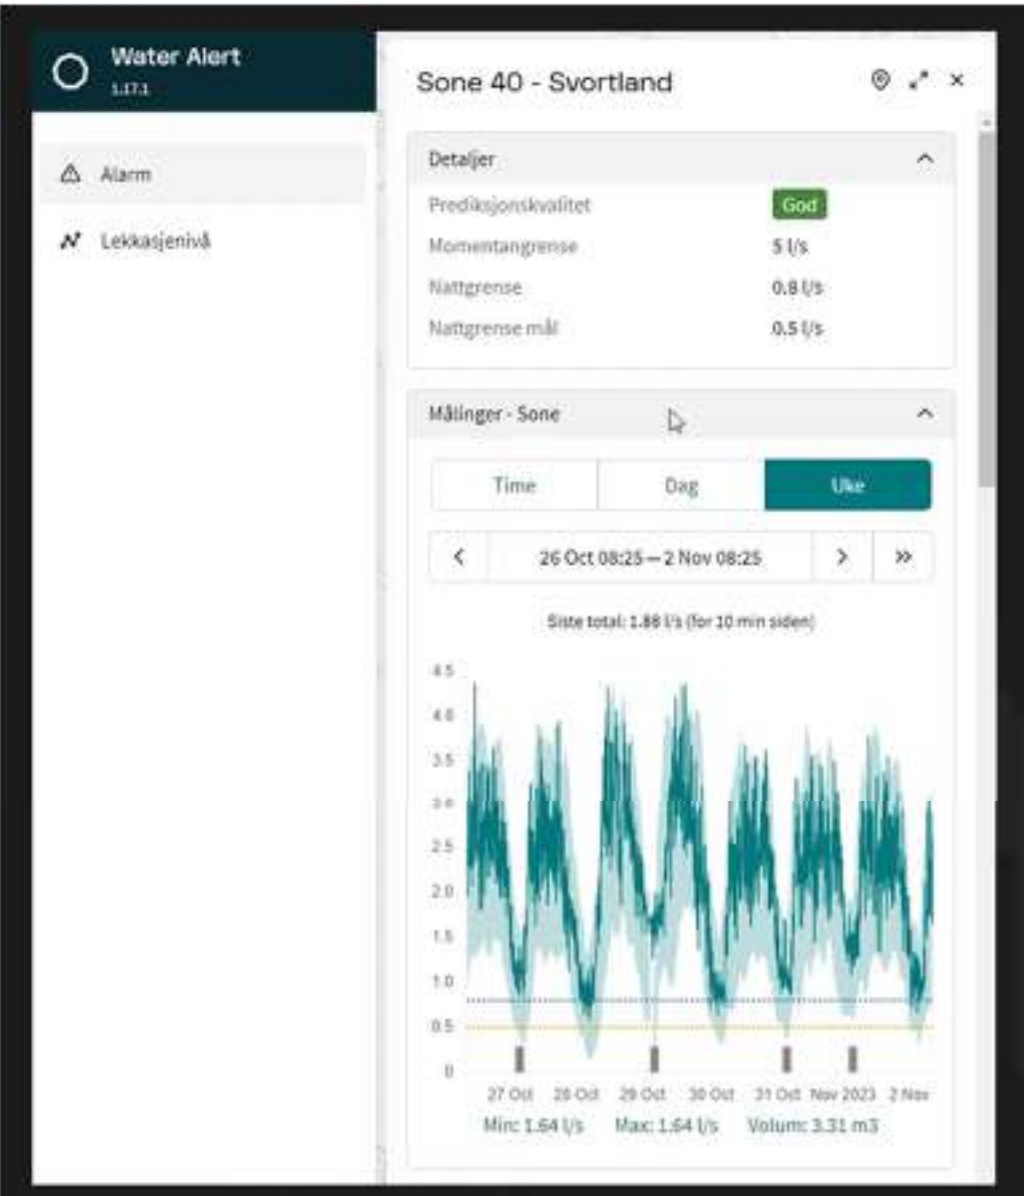 Water Alert
1.17.1
Alarm
Lekkasjenivå
Sone 40 - Svortland
Detaljer
Prediksjonskvalitet God
Momentangrense 5 l/s
Nattgrense 0.8 l/s
Nattgrense mål 0.5 l/s
Målinger - Sone
Time Dag Uke
26 Oct 08:25 — 2 Nov 08:25
Siste total: 1.88 l/s (for 10 min siden)
4.5
4.0
3.5
3.0
2.5
2.0
1.5
1.0
0.5
0
27 Oct 28 Oct 29 Oct 30 Oct 31 Oct Nov 2023 2 Nov
Min: 1.64 l/s Max: 1.64 l/s Volum: 3.31 m3